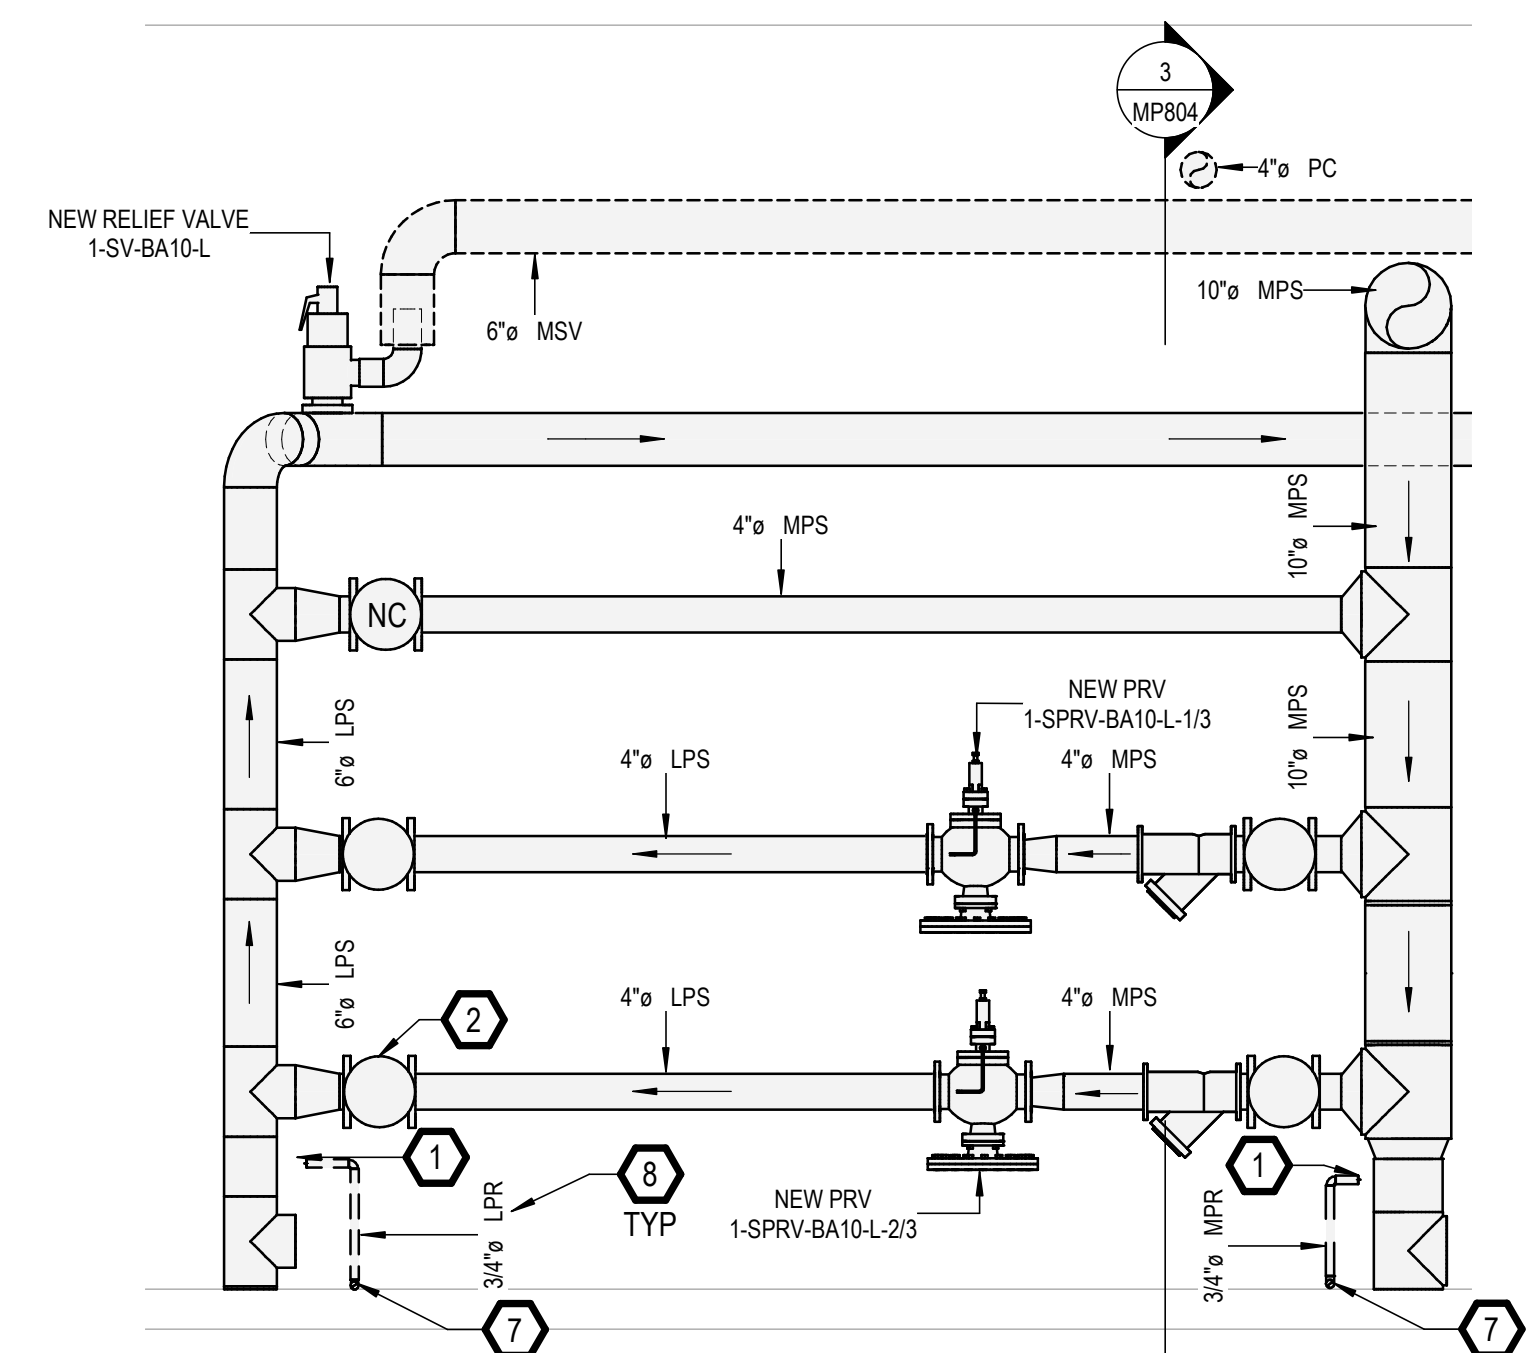 3
MP804
4"ø PC
NEW RELIEF VALVE
1-SV-BA10-L
10"ø MPS
6"ø MSV
4"ø MPS
10"ø MPS
NC
NEW PRV
1-SPRV-BA10-L-1/3
6"ø LPS
4"ø LPS
4"ø MPS
10"ø MPS
6"ø LPS
2
4"ø LPS
4"ø MPS
1
8
TYP
1
3/4"ø LPR
NEW PRV
1-SPRV-BA10-L-2/3
3/4"ø MPR
7
7